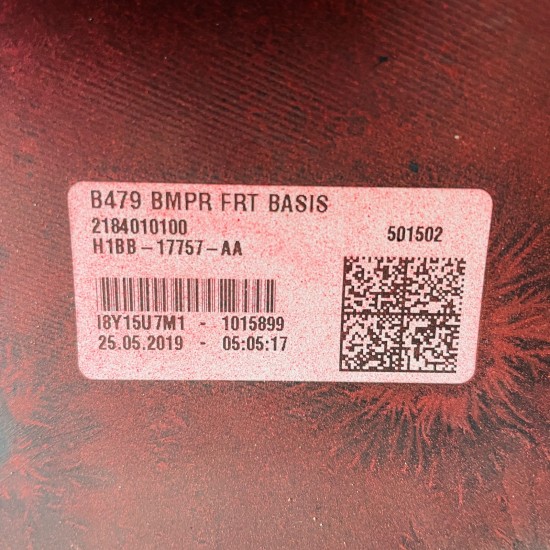 B479 BMPR FRT BASIS
2184010100
H1BB-17757-AA
501502
I8Y15U7M1 - 1015899
25.05.2019 - 05:05:17